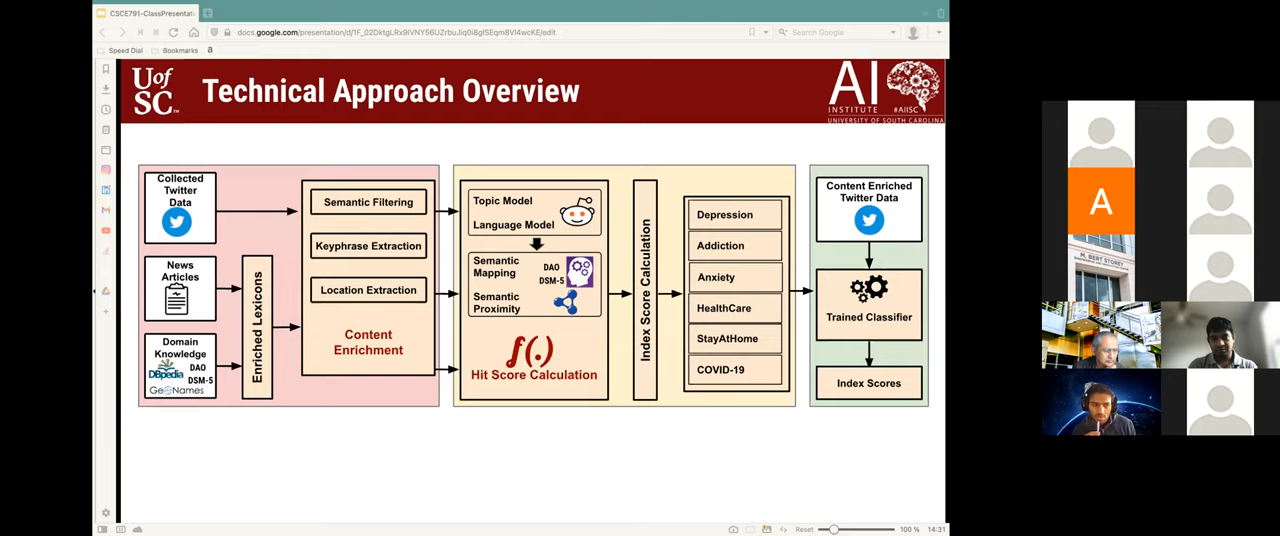 CSCE791-ClassPresentati
docs.google.com/presentation/d/1F_02DktgLRx9IVNY56UZrbuJiq0i8gISEqm8VI4wcKE/edit
Search Google
Speed Dial
Bookmarks
a
UofSC
Technical Approach Overview
AI
INSTITUTE
#AIISC
UNIVERSITY OF SOUTH CAROLINA
Collected
Twitter
Data
News
Articles
Domain
Knowledge
DBpedia
DAO
DSM-5
GeoNames
Enriched Lexicons
Semantic Filtering
Keyphrase Extraction
Location Extraction
Content
Enrichment
Topic Model
Language Model
Semantic
Mapping
DAO
DSM-5
Semantic
Proximity
f(.)
Hit Score Calculation
Index Score Calculation
Depression
Addiction
Anxiety
HealthCare
StayAtHome
COVID-19
Content Enriched
Twitter Data
Trained Classifier
Index Scores
A
M. BERT STOREY
Reset
100 %
14:31